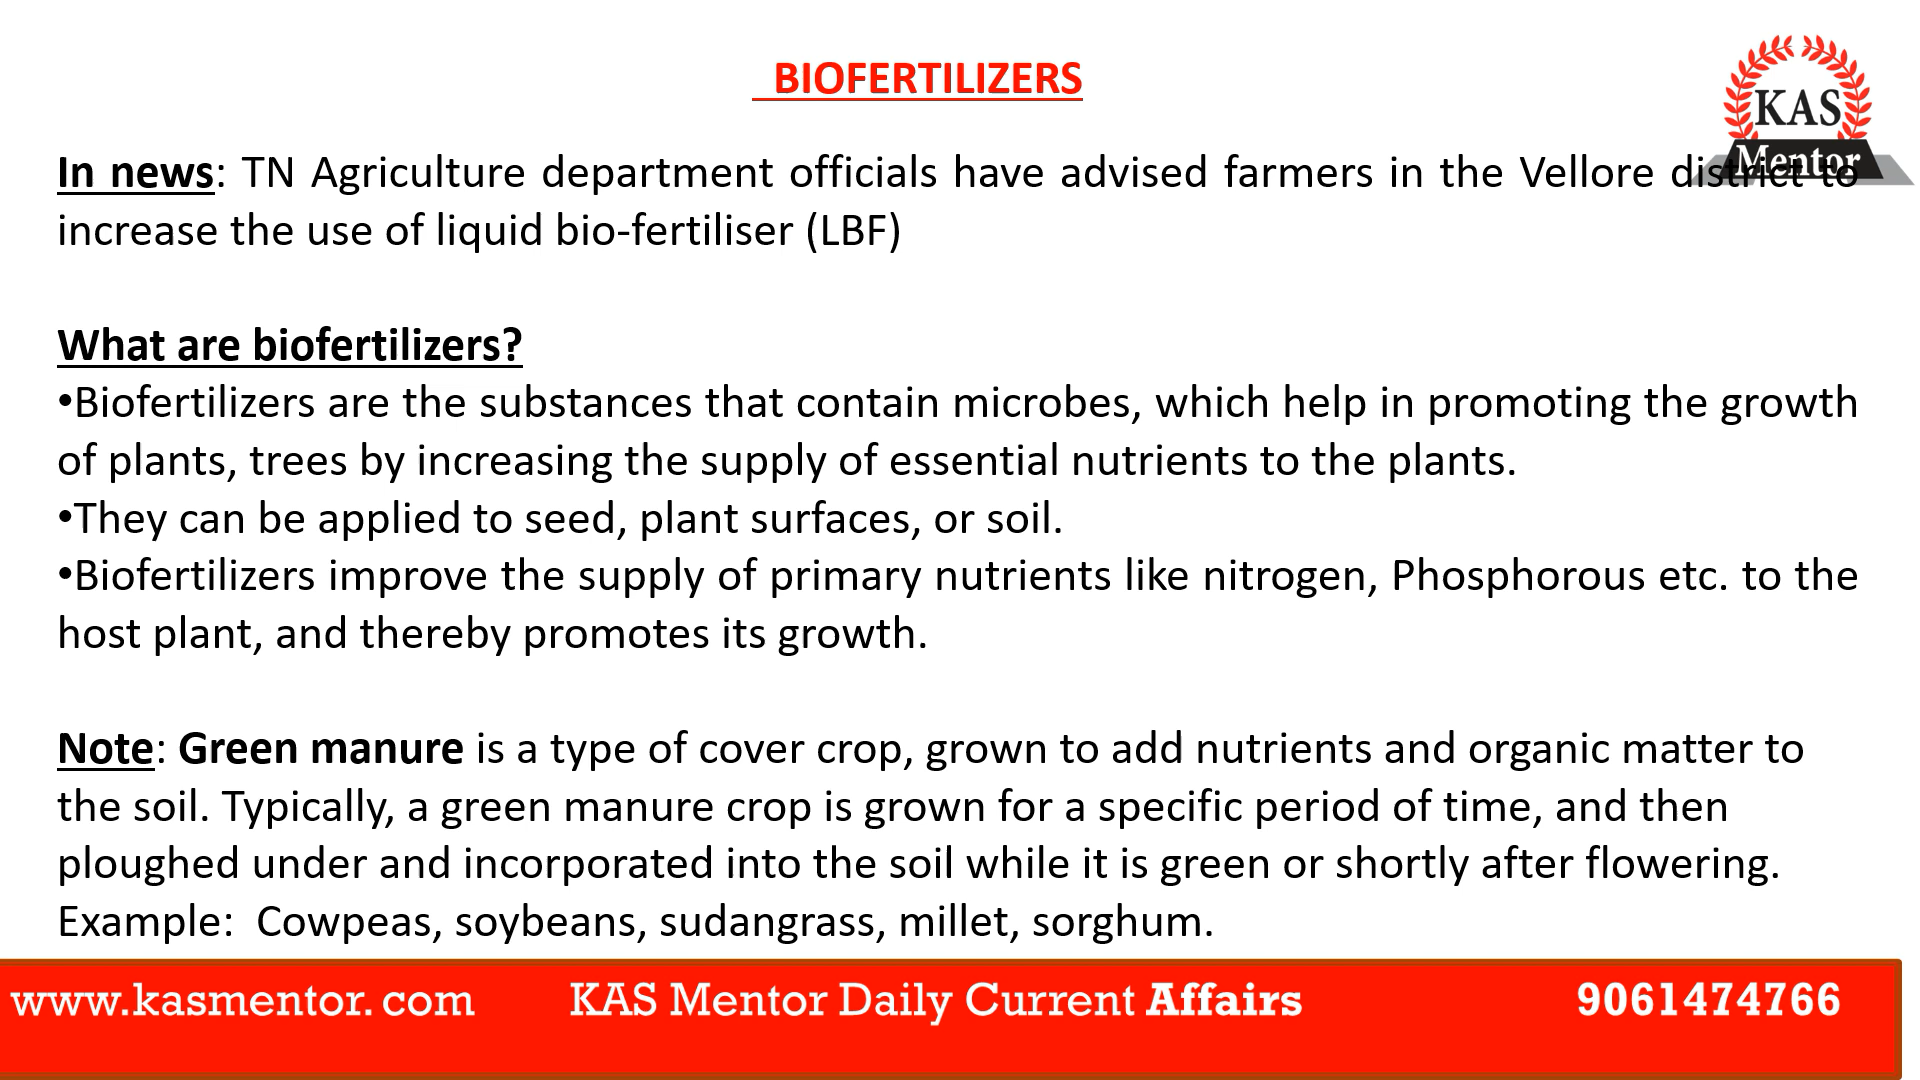 BIOFERTILIZERS
KAS
Mentor
In news: TN Agriculture department officials have advised farmers in the Vellore district to
increase the use of liquid bio-fertiliser (LBF)
What are biofertilizers?
•Biofertilizers are the substances that contain microbes, which help in promoting the growth
of plants, trees by increasing the supply of essential nutrients to the plants.
•They can be applied to seed, plant surfaces, or soil.
•Biofertilizers improve the supply of primary nutrients like nitrogen, Phosphorous etc. to the
host plant, and thereby promotes its growth.
Note: Green manure is a type of cover crop, grown to add nutrients and organic matter to
the soil. Typically, a green manure crop is grown for a specific period of time, and then
ploughed under and incorporated into the soil while it is green or shortly after flowering.
Example:  Cowpeas, soybeans, sudangrass, millet, sorghum.
www.kasmentor. com KAS Mentor Daily Current Affairs 9061474766